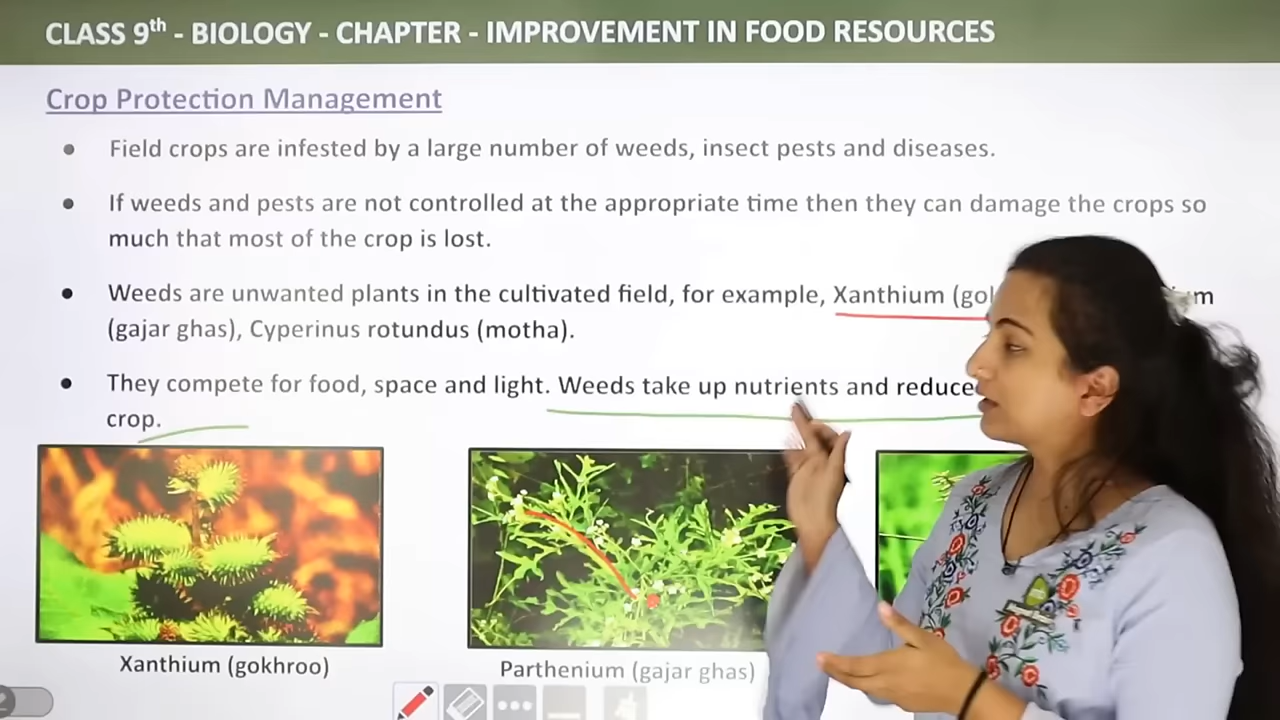 CLASS 9th - BIOLOGY - CHAPTER - IMPROVEMENT IN FOOD RESOURCES
Crop Protection Management
• Field crops are infested by a large number of weeds, insect pests and diseases.
• If weeds and pests are not controlled at the appropriate time then they can damage the crops so
much that most of the crop is lost.
• Weeds are unwanted plants in the cultivated field, for example, Xanthium
(gajar ghas), Cyperinus rotundus (motha).
• They compete for food, space and light. Weeds take up nutrients and reduce
crop.
Xanthium (gokhroo)
Parthenium (gajar ghas)